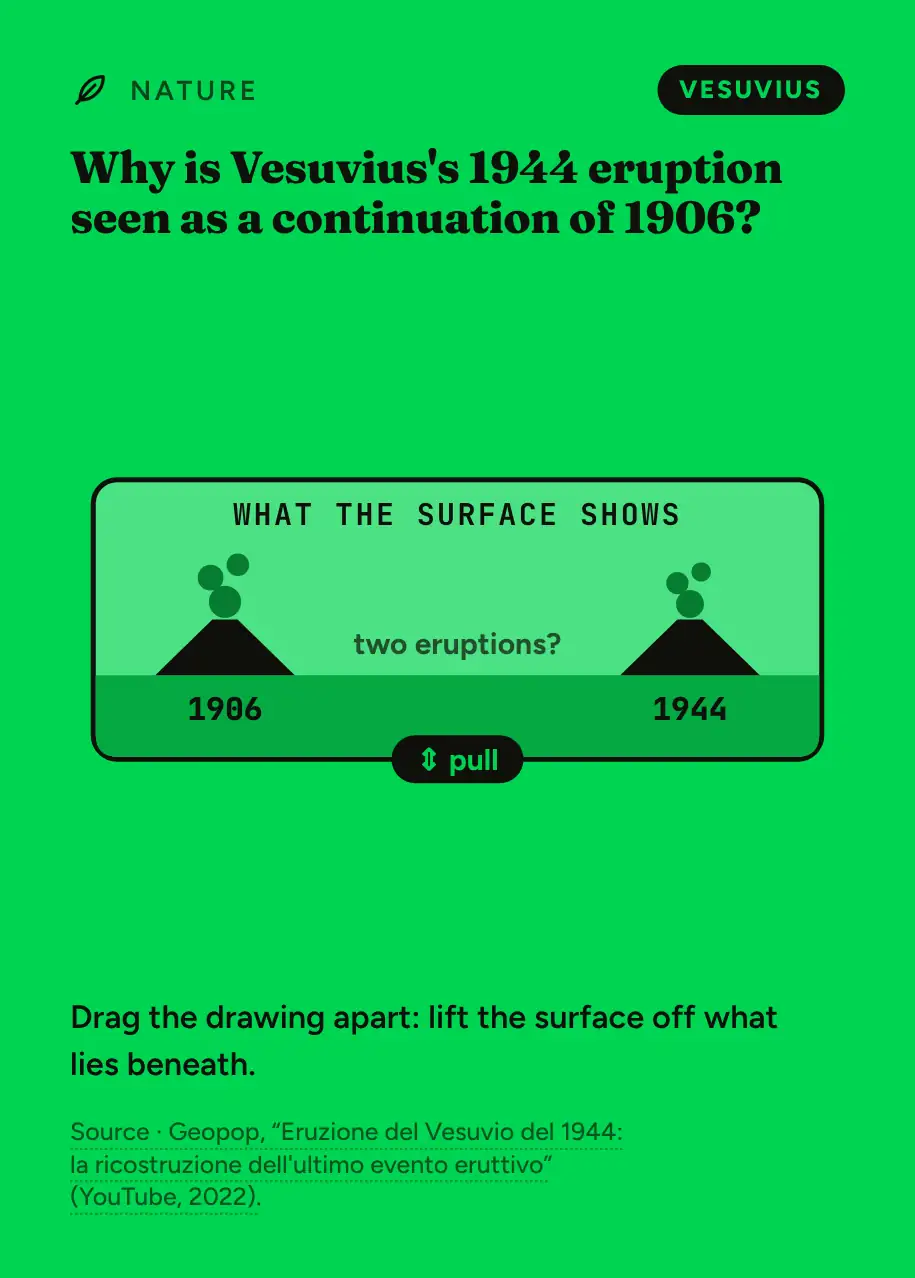 NATURE
VESUVIUS
Why is Vesuvius's 1944 eruption
seen as a continuation of 1906?
WHAT THE SURFACE SHOWS
two eruptions?
1906
1944
⇕ pull
Drag the drawing apart: lift the surface off what
lies beneath.
Source · Geopop, “Eruzione del Vesuvio del 1944:
la ricostruzione dell'ultimo evento eruttivo”
(YouTube, 2022).